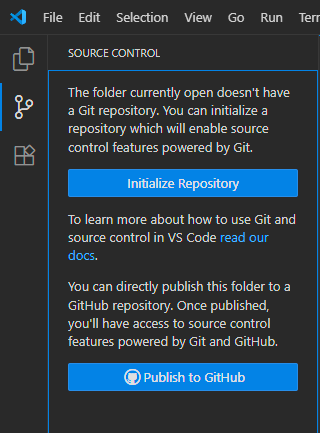 File Edit Selection View Go Run Terr
SOURCE CONTROL
The folder currently open doesn't have
a Git repository. You can initialize a
repository which will enable source
control features powered by Git.
Initialize Repository
To learn more about how to use Git and
source control in VS Code read our
docs.
You can directly publish this folder to a
GitHub repository. Once published,
you'll have access to source control
features powered by Git and GitHub.
Publish to GitHub